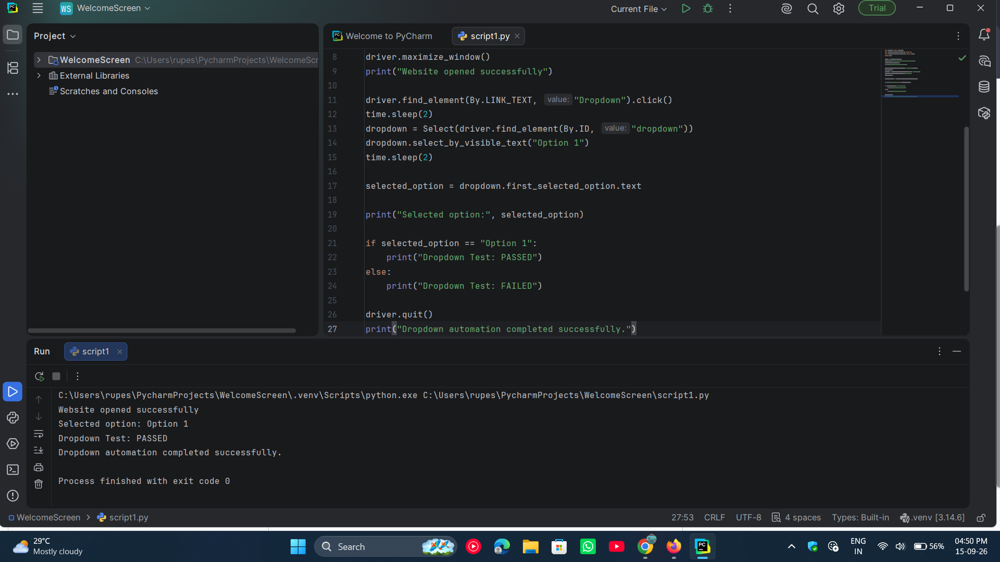 WS WelcomeScreen
Current File
Trial
Project
WelcomeScreen C:\Users\rupes\PycharmProjects\WelcomeScr
External Libraries
Scratches and Consoles
Welcome to PyCharm
script1.py
8 driver.maximize_window()
9 print("Website opened successfully")
10
11 driver.find_element(By.LINK_TEXT, value: "Dropdown").click()
12 time.sleep(2)
13 dropdown = Select(driver.find_element(By.ID, value: "dropdown"))
14 dropdown.select_by_visible_text("Option 1")
15 time.sleep(2)
16
17 selected_option = dropdown.first_selected_option.text
18
19 print("Selected option:", selected_option)
20
21 if selected_option == "Option 1":
22 print("Dropdown Test: PASSED")
23 else:
24 print("Dropdown Test: FAILED")
25
26 driver.quit()
27 print("Dropdown automation completed successfully.")
Run script1
C:\Users\rupes\PycharmProjects\WelcomeScreen\.venv\Scripts\python.exe C:\Users\rupes\PycharmProjects\WelcomeScreen\script1.py
Website opened successfully
Selected option: Option 1
Dropdown Test: PASSED
Dropdown automation completed successfully.
Process finished with exit code 0
WelcomeScreen > script1.py
27:53 CRLF UTF-8 4 spaces Types: Built-in .venv [3.14.6]
29°C
Mostly cloudy
Search
ENG
IN
56%
04:50 PM
15-09-26